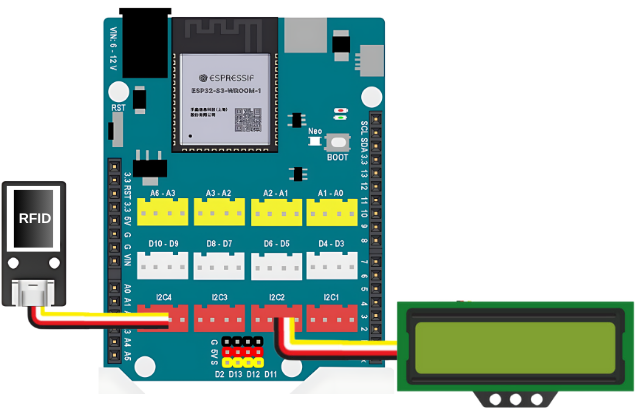 VIN: 6 - 12 V
ESPRESSIF
ESP32-S3-WROOM-1
RST
Neo
BOOT
SCL SDA 3.3 13 12 11 10 9 8 7 6 5 4 3 2
3.3 RST 3.3 5V G G VIN A0 A1 3 A4 A5
A6 - A3 A3 - A2 A2 - A1 A1 - A0
D10 - D9 D8 - D7 D6 - D5 D4 - D3
I2C4 I2C3 I2C2 I2C1
RFID
G 5V S
D2 D13 D12 D11